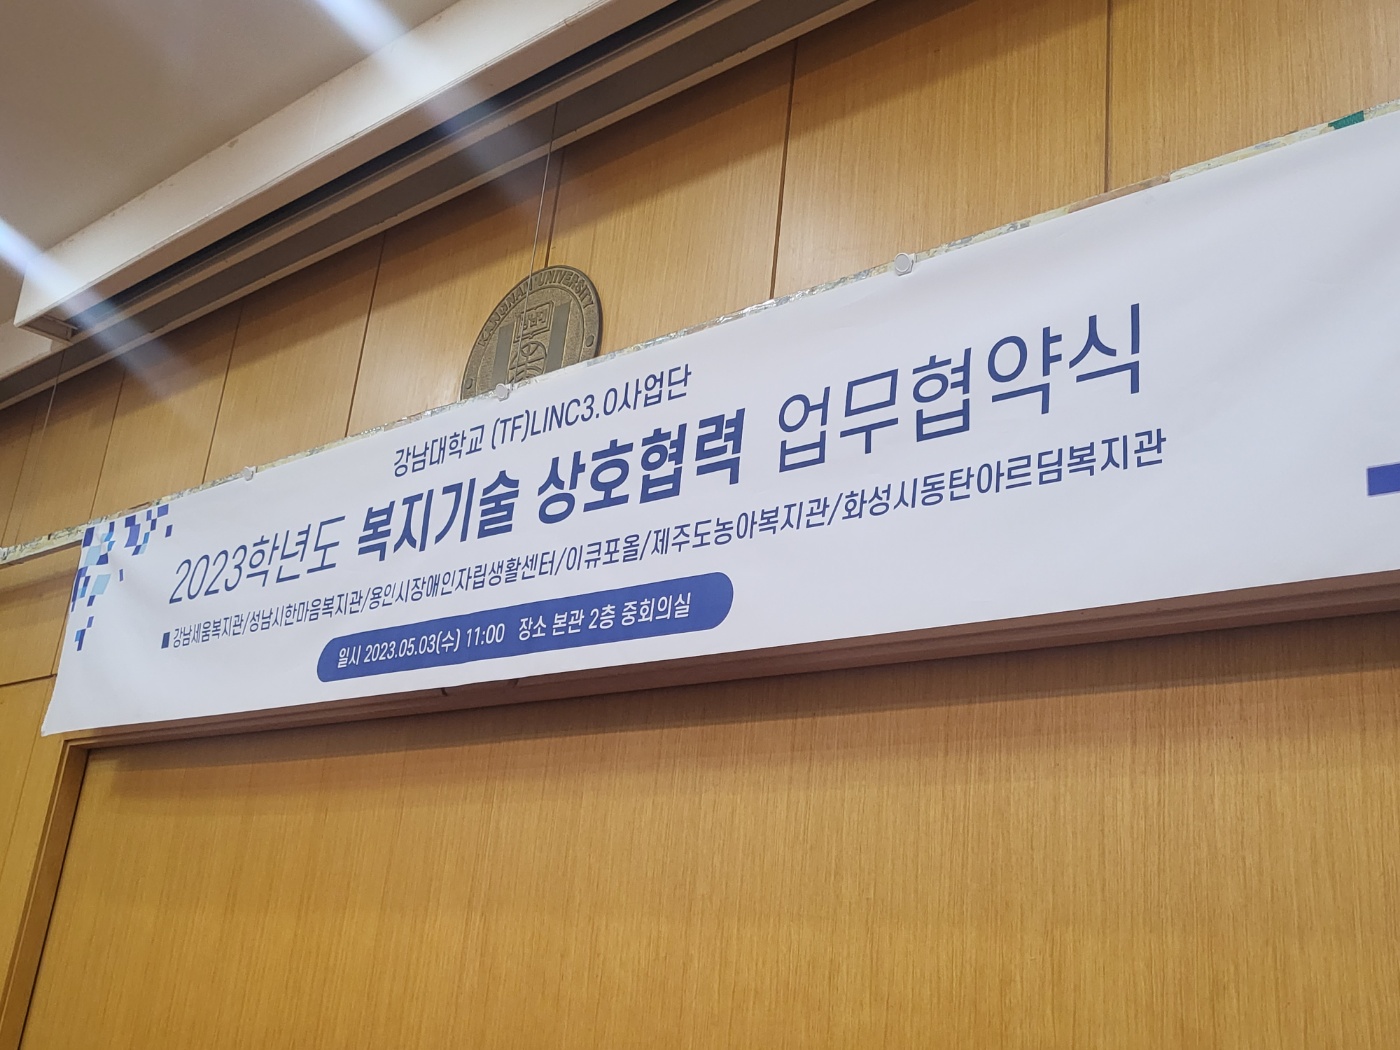 KANGNAM UNIVERSITY
강남대학교 (TF)LINC3.0사업단
2023학년도 복지기술 상호협력 업무협약식
■ 강남세움복지관/성남시한마음복지관/용인시장애인자립생활센터/이큐포올/제주도농아복지관/화성시동탄아르딤복지관
일시 2023.05.03(수) 11:00 장소 본관 2층 중회의실